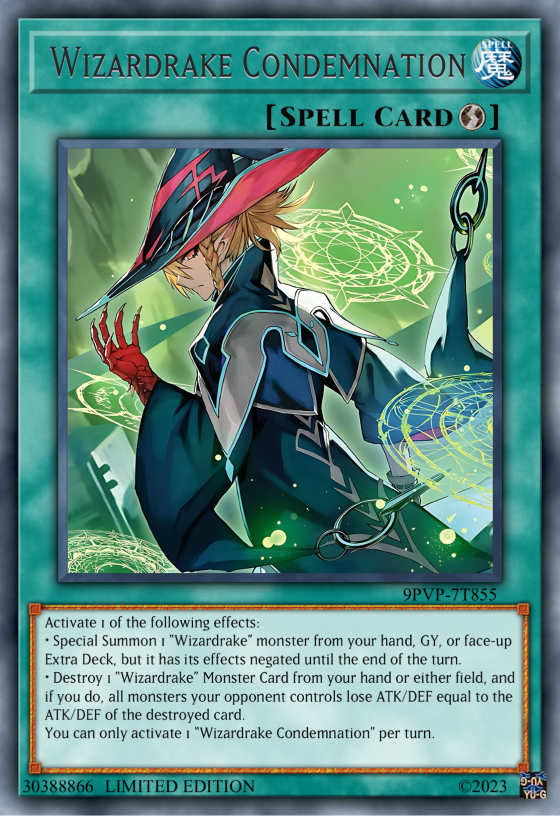 WIZARDRAKE CONDEMNATION
SPELL
魔
[SPELL CARD]
9PVP-7T855
Activate 1 of the following effects:
• Special Summon 1 "Wizardrake" monster from your hand, GY, or face-up
Extra Deck, but it has its effects negated until the end of the turn.
• Destroy 1 "Wizardrake" Monster Card from your hand or either field, and
if you do, all monsters your opponent controls lose ATK/DEF equal to the
ATK/DEF of the destroyed card.
You can only activate 1 "Wizardrake Condemnation" per turn.
30388866 LIMITED EDITION
©2023
YU-G